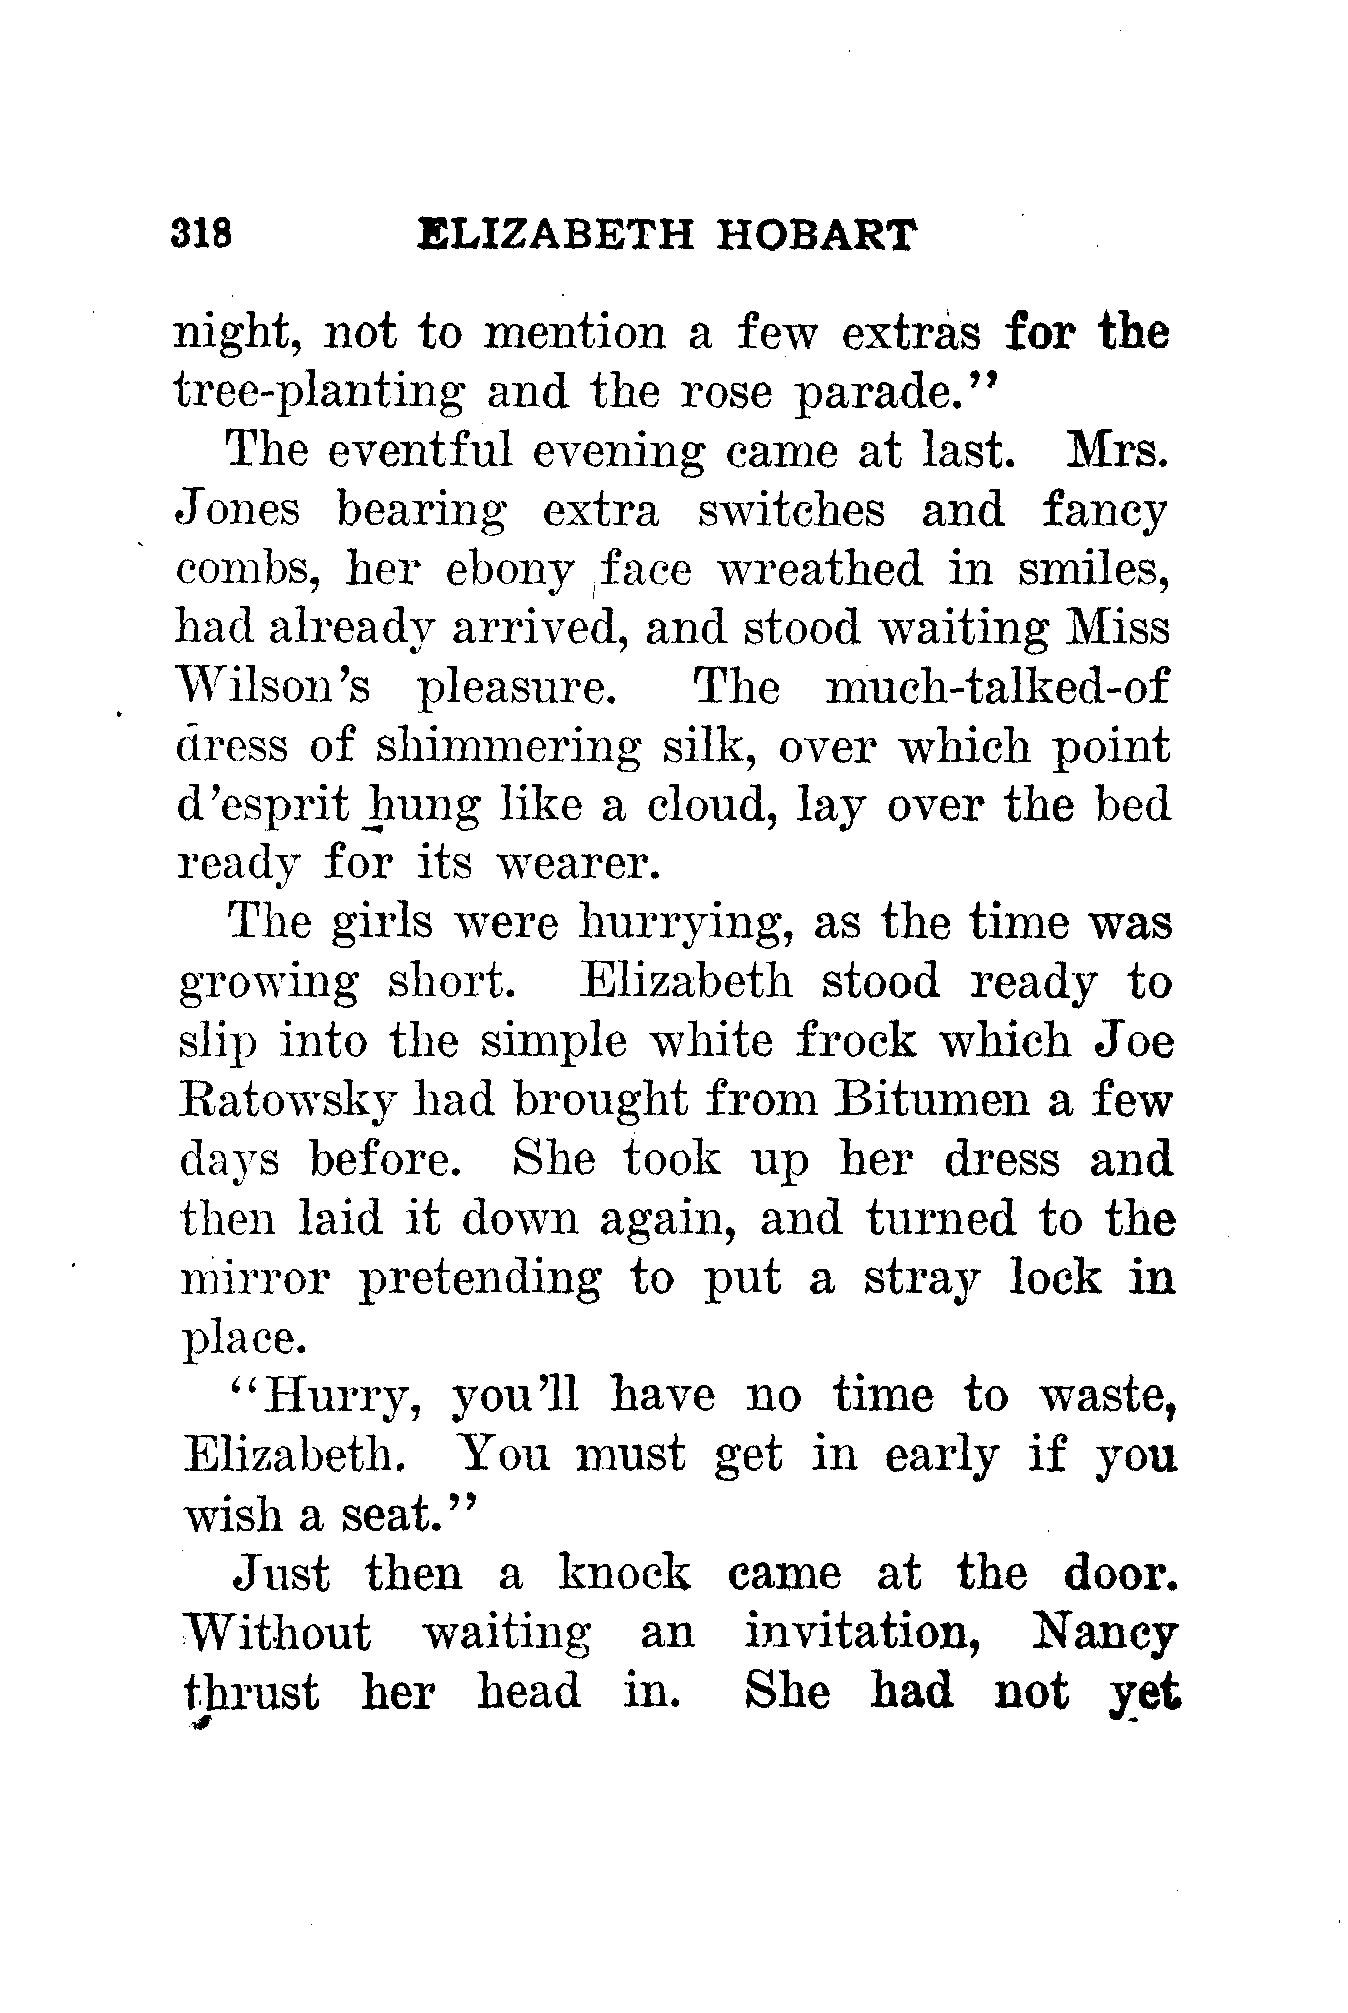 318 ELIZABETH HOBART
night, not to mention a few extras for the
tree-planting and the rose parade.''
The eventful evening came at last. Mrs.
Jones bearing extra switches and fancy
combs, her ebony face wreathed in smiles,
had already arrived, and stood waiting Miss
Wilson's pleasure. The much-talked-of
dress of shimmering silk, over which point
d'esprit hung like a cloud, lay over the bed
ready for its wearer.
The girls were hurrying, as the time was
growing short. Elizabeth stood ready to
slip into the simple white frock which Joe
Ratowsky had brought from Bitumen a few
days before. She took up her dress and
then laid it down again, and turned to the
mirror pretending to put a stray lock in
place.
"Hurry, you'll have no time to waste,
Elizabeth. You must get in early if you
wish a seat.''
Just then a knock came at the door.
Without waiting an invitation, Nancy
thrust her head in. She had not yet